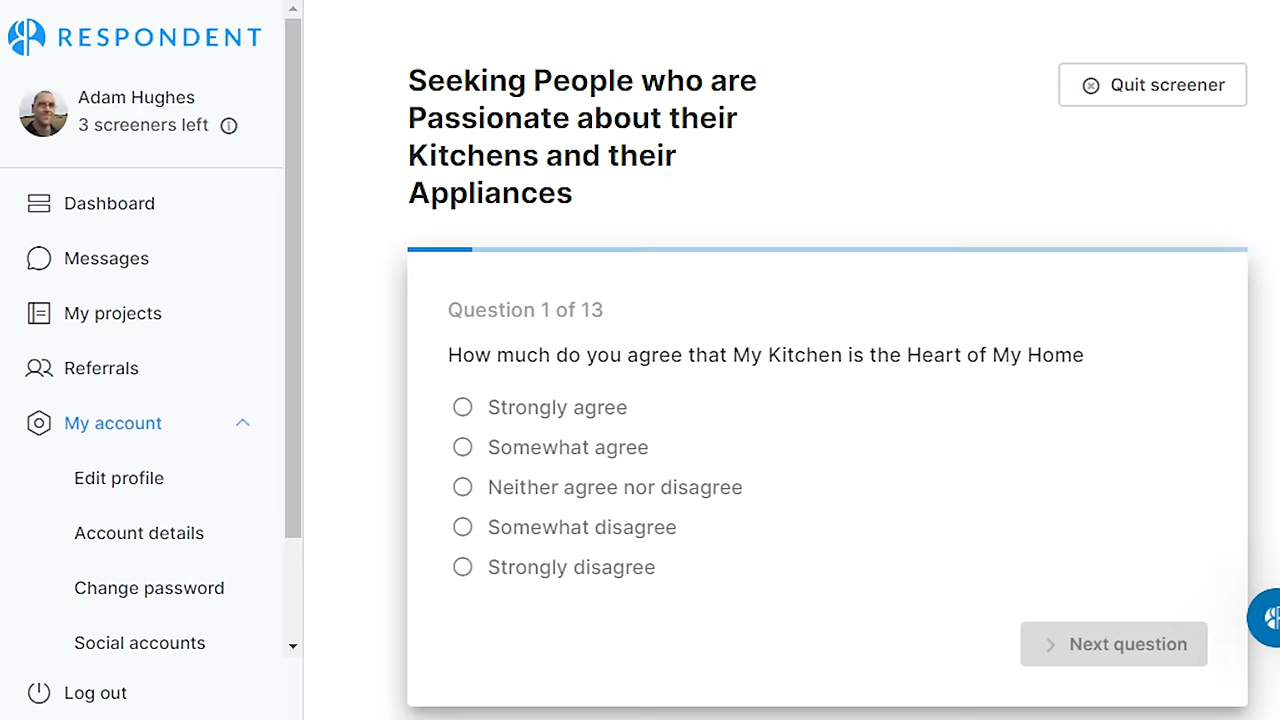 RESPONDENT
Adam Hughes
3 screeners left
Dashboard
Messages
My projects
Referrals
My account
Edit profile
Account details
Change password
Social accounts
Log out
Seeking People who are
Passionate about their
Kitchens and their
Appliances
Quit screener
Question 1 of 13
How much do you agree that My Kitchen is the Heart of My Home
Strongly agree
Somewhat agree
Neither agree nor disagree
Somewhat disagree
Strongly disagree
Next question